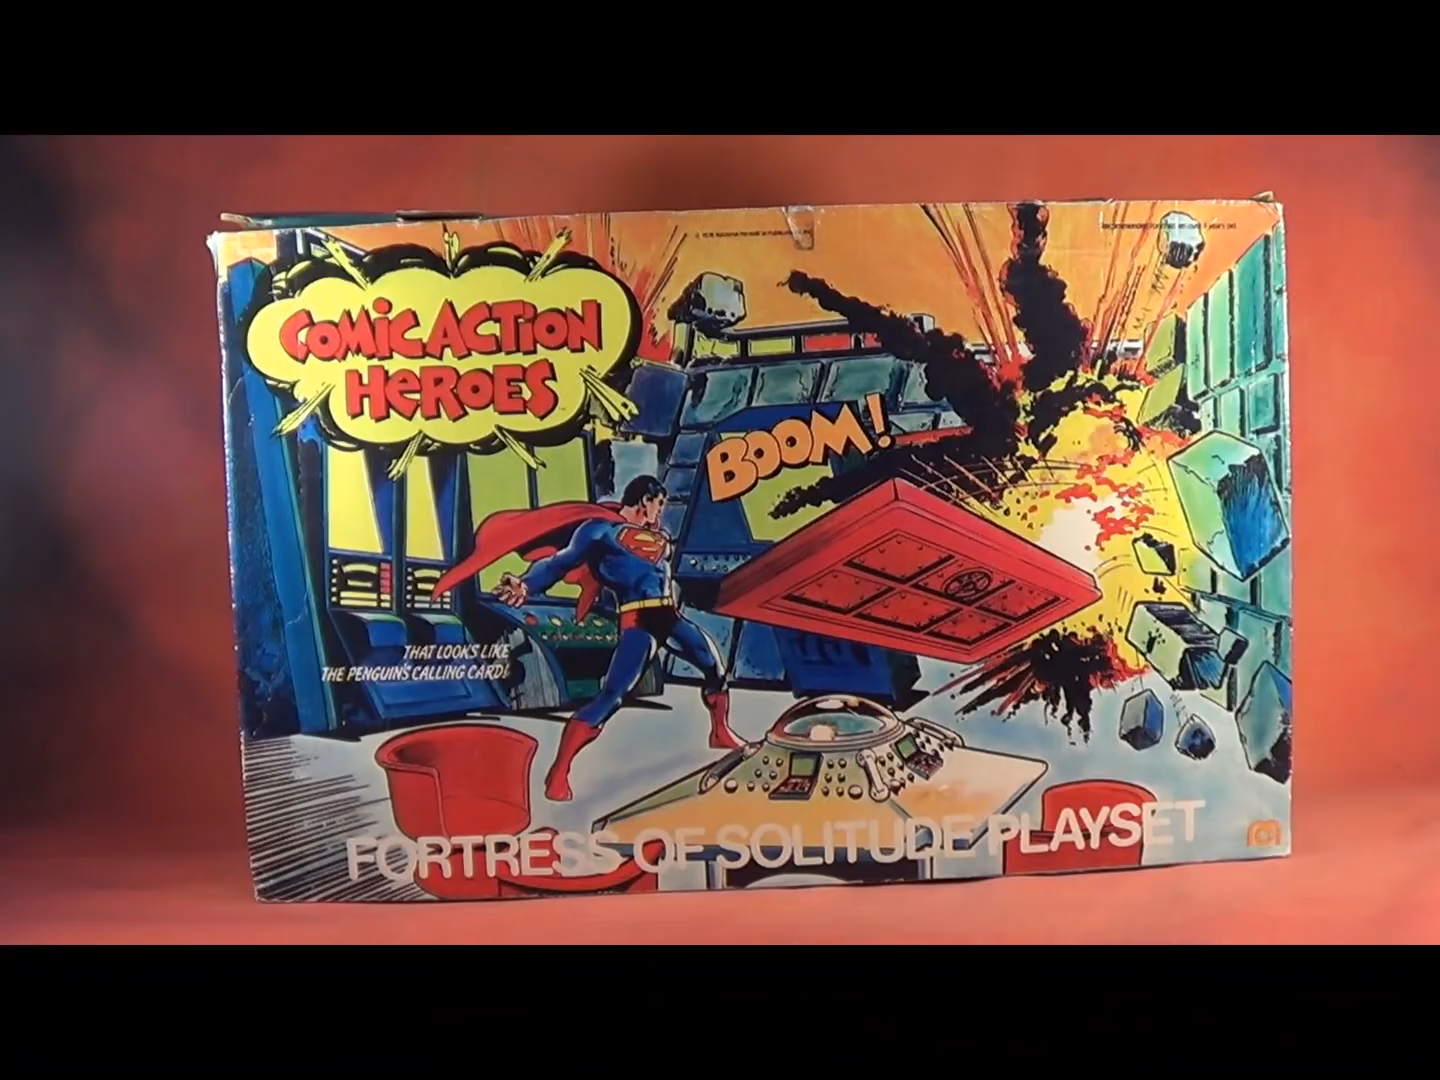 COMIC ACTION
HEROES
BOOM!
THAT LOOKS LIKE
THE PENGUIN'S CALLING CARD!
FORTRESS OF SOLITUDE PLAYSET